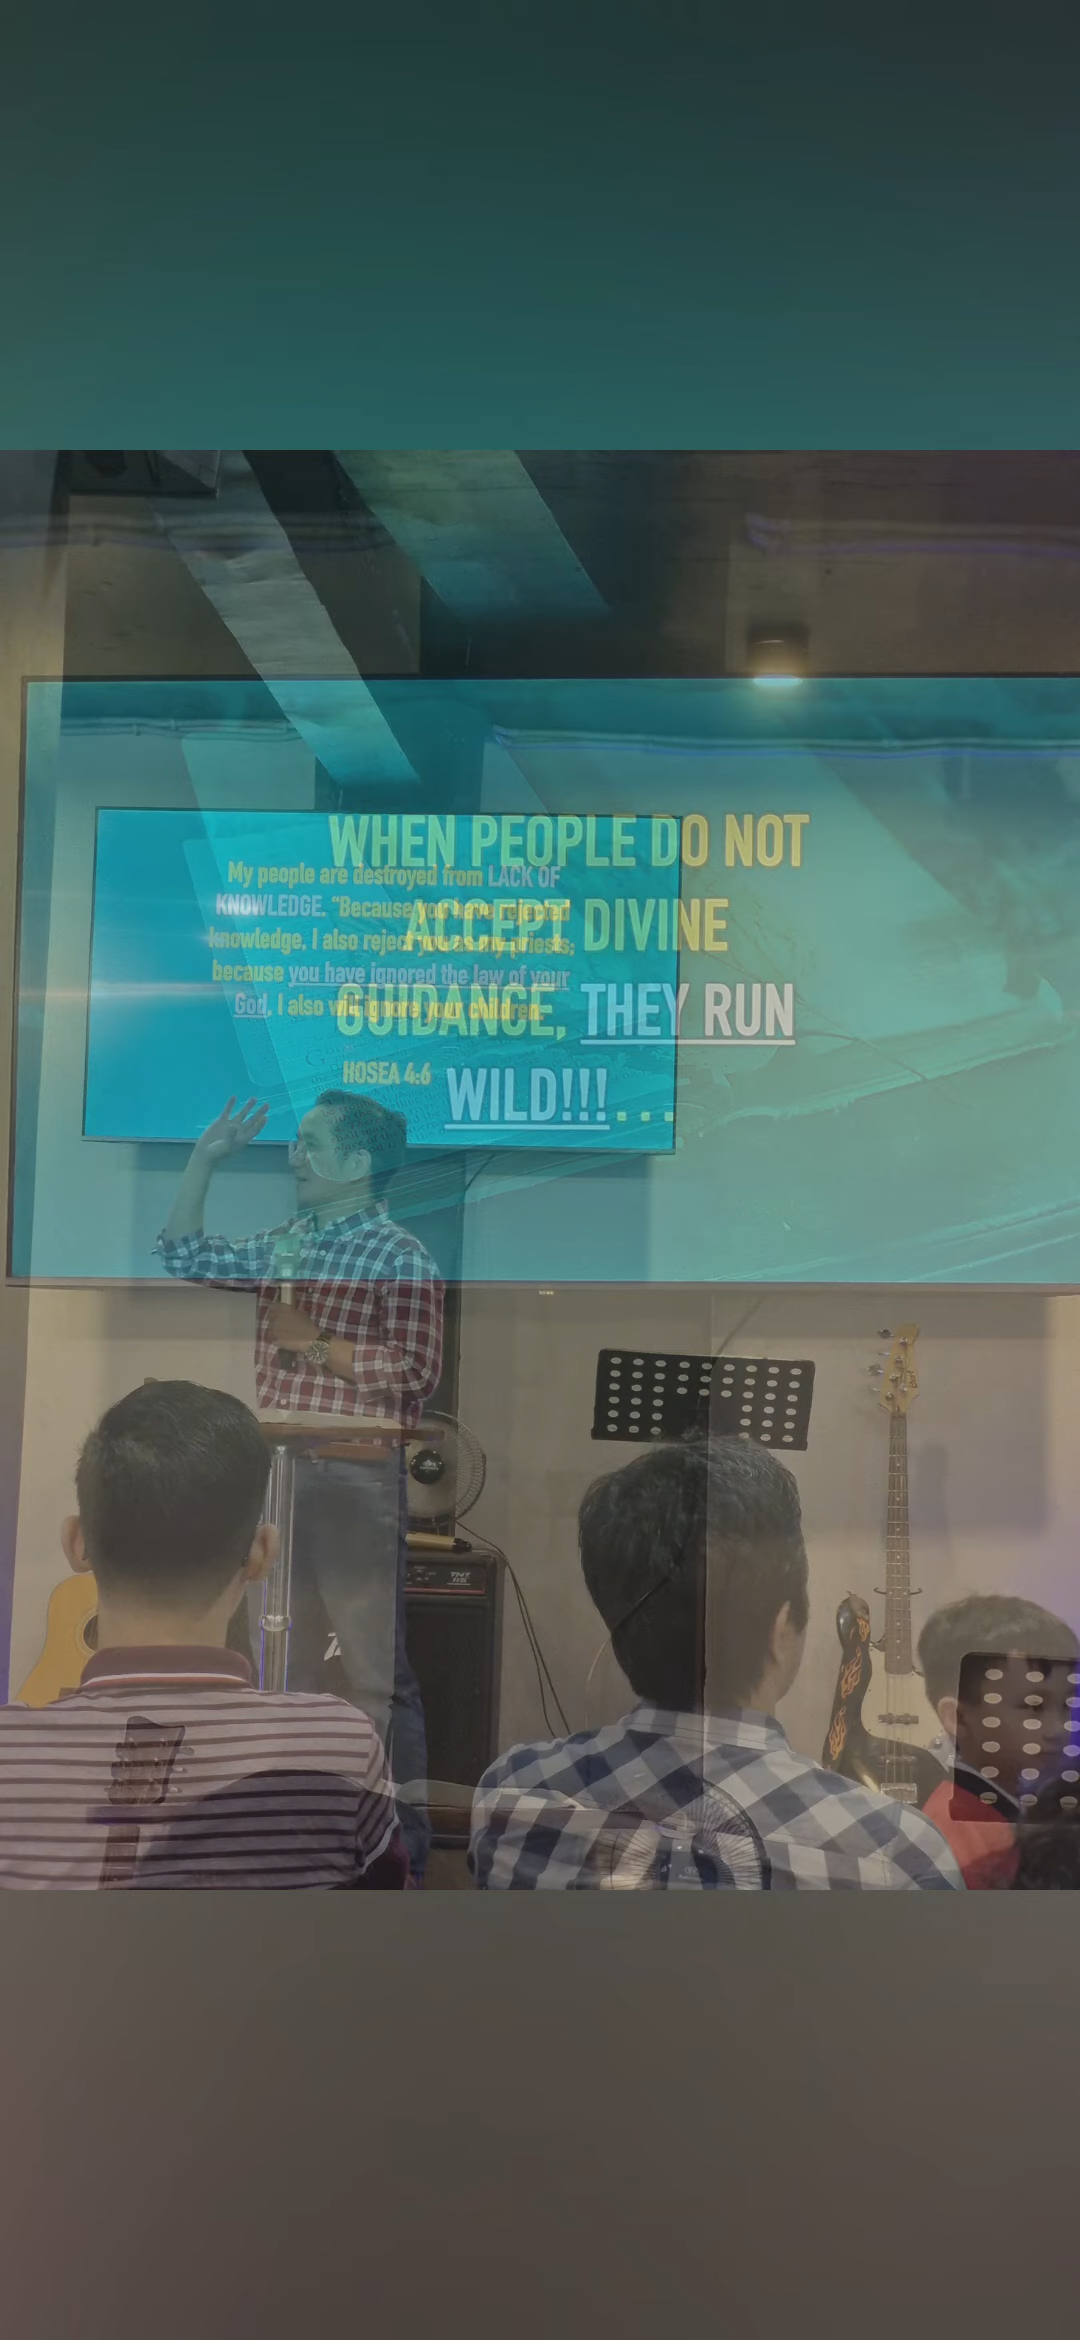 WHEN PEOPLE DO NOT
ACCEPT DIVINE
GUIDANCE, THEY RUN
WILD!!!...
My people are destroyed from LACK OF
KNOWLEDGE. "Because you have rejected
knowledge, I also reject you as my priests;
because you have ignored the law of your
God, I also will ignore your children.
HOSEA 4:6
TNT